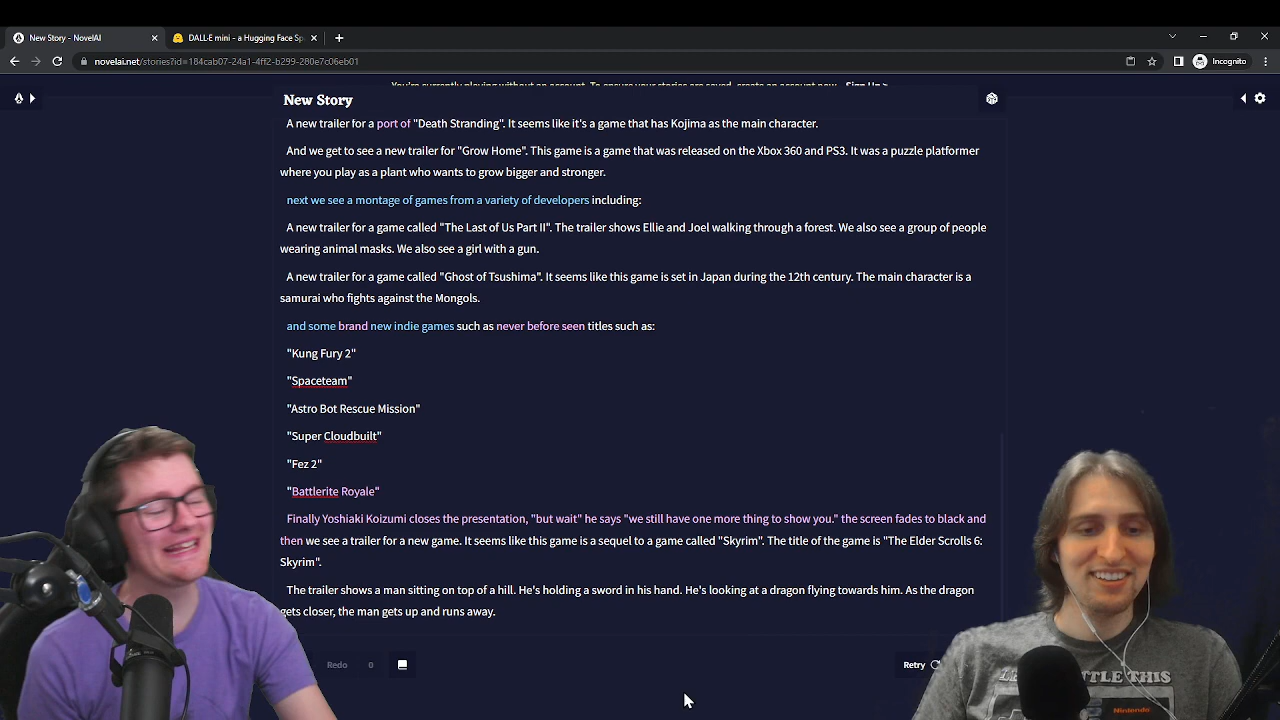 New Story - NovelAI
DALL·E mini - a Hugging Face Sp
novelai.net/stories?id=184cab07-24a1-4ff2-b299-280e7c06eb01
Incognito
You're currently playing without an account. To ensure your stories are saved, create an account now. Sign Up >
New Story
A new trailer for a port of "Death Stranding". It seems like it's a game that has Kojima as the main character.
And we get to see a new trailer for "Grow Home". This game is a game that was released on the Xbox 360 and PS3. It was a puzzle platformer
where you play as a plant who wants to grow bigger and stronger.
next we see a montage of games from a variety of developers including:
A new trailer for a game called "The Last of Us Part II". The trailer shows Ellie and Joel walking through a forest. We also see a group of people
wearing animal masks. We also see a girl with a gun.
A new trailer for a game called "Ghost of Tsushima". It seems like this game is set in Japan during the 12th century. The main character is a
samurai who fights against the Mongols.
and some brand new indie games such as never before seen titles such as:
"Kung Fury 2"
"Spaceteam"
"Astro Bot Rescue Mission"
"Super Cloudbuilt"
"Fez 2"
"Battlerite Royale"
Finally Yoshiaki Koizumi closes the presentation, "but wait" he says "we still have one more thing to show you." the screen fades to black and
then we see a trailer for a new game. It seems like this game is a sequel to a game called "Skyrim". The title of the game is "The Elder Scrolls 6:
Skyrim".
The trailer shows a man sitting on top of a hill. He's holding a sword in his hand. He's looking at a dragon flying towards him. As the dragon
gets closer, the man gets up and runs away.
Redo 0
Retry
THIS
Nintendo